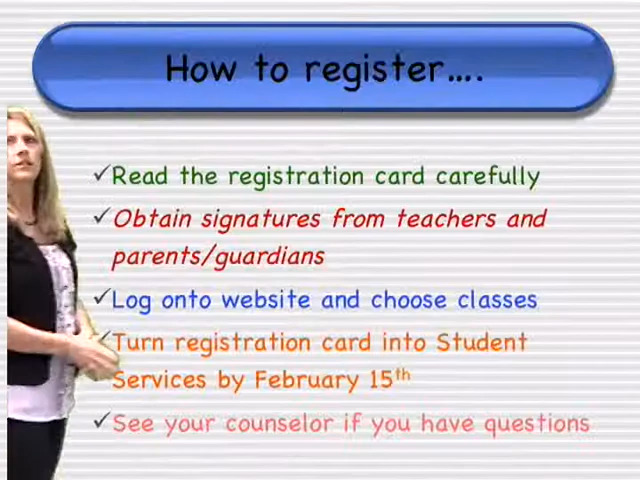 How to register....
✓Read the registration card carefully
✓Obtain signatures from teachers and
parents/guardians
✓Log onto website and choose classes
✓Turn registration card into Student
Services by February 15th
✓See your counselor if you have questions